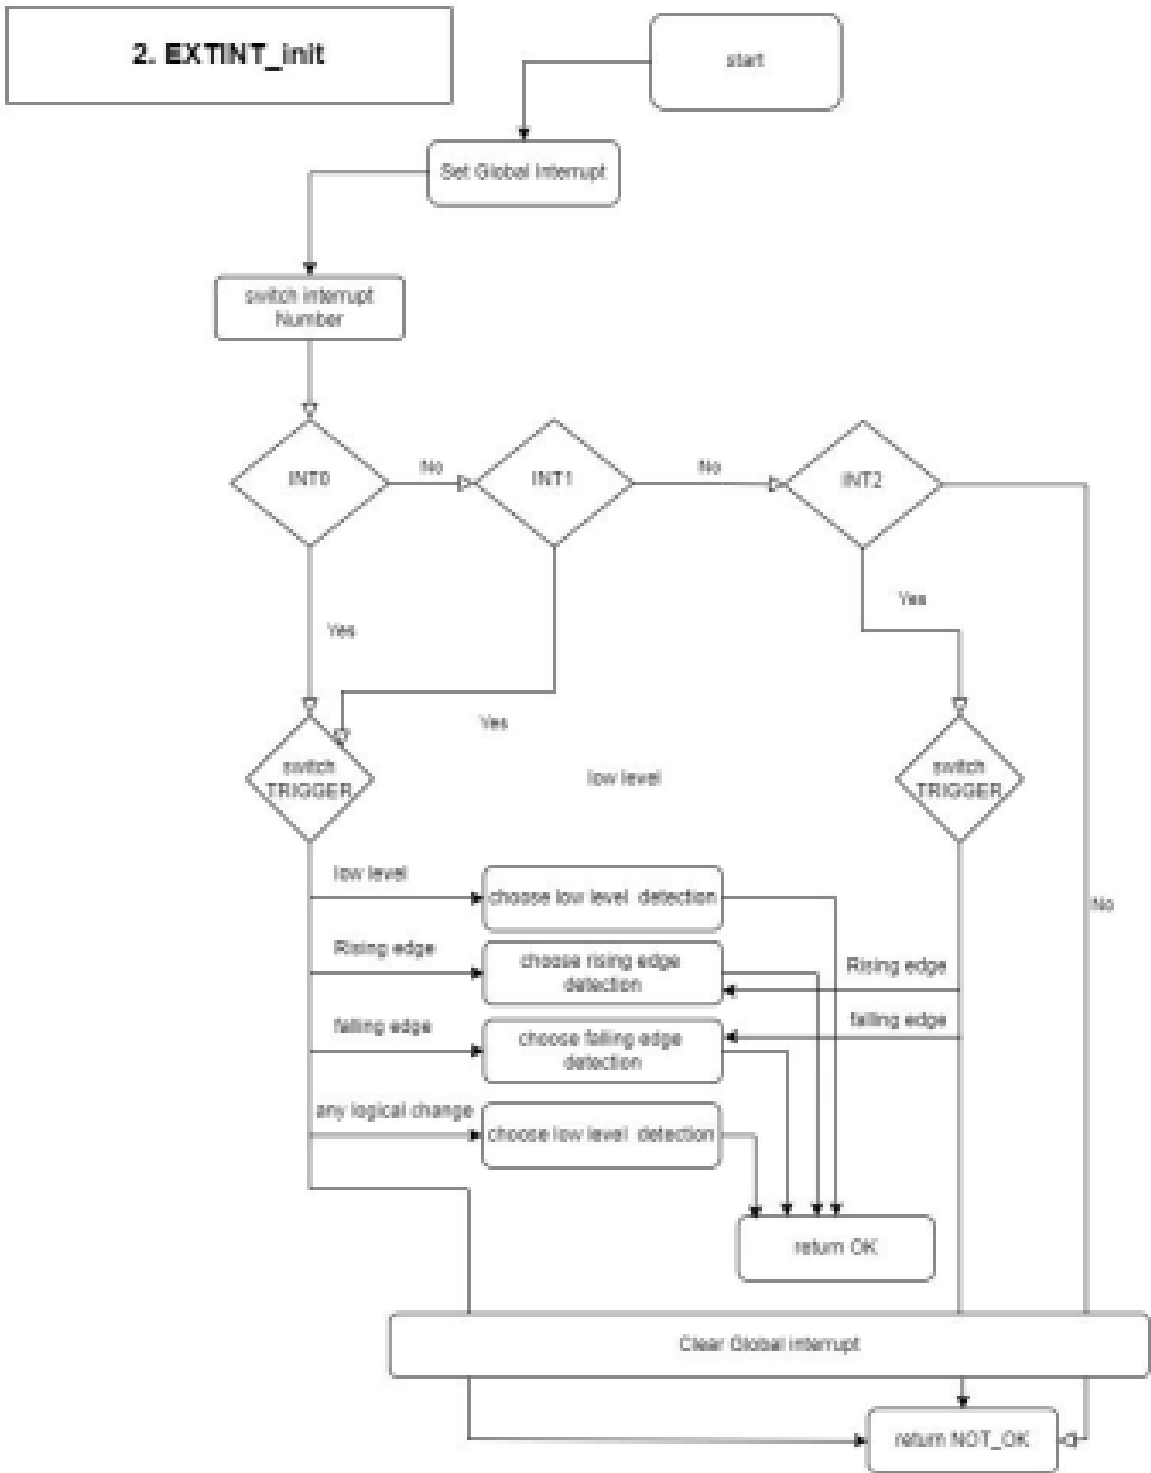 2. EXTINT_init
start
Set Global Interrupt
switch interrupt
Number
INT0
No
INT1
No
INT2
Yes
Yes
Yes
switch
TRIGGER
low level
switch
TRIGGER
low level
choose low level detection
No
Rising edge
choose rising edge
detection
Rising edge
falling edge
choose falling edge
detection
falling edge
any logical change
choose low level detection
return OK
Clear Global interrupt
return NOT_OK